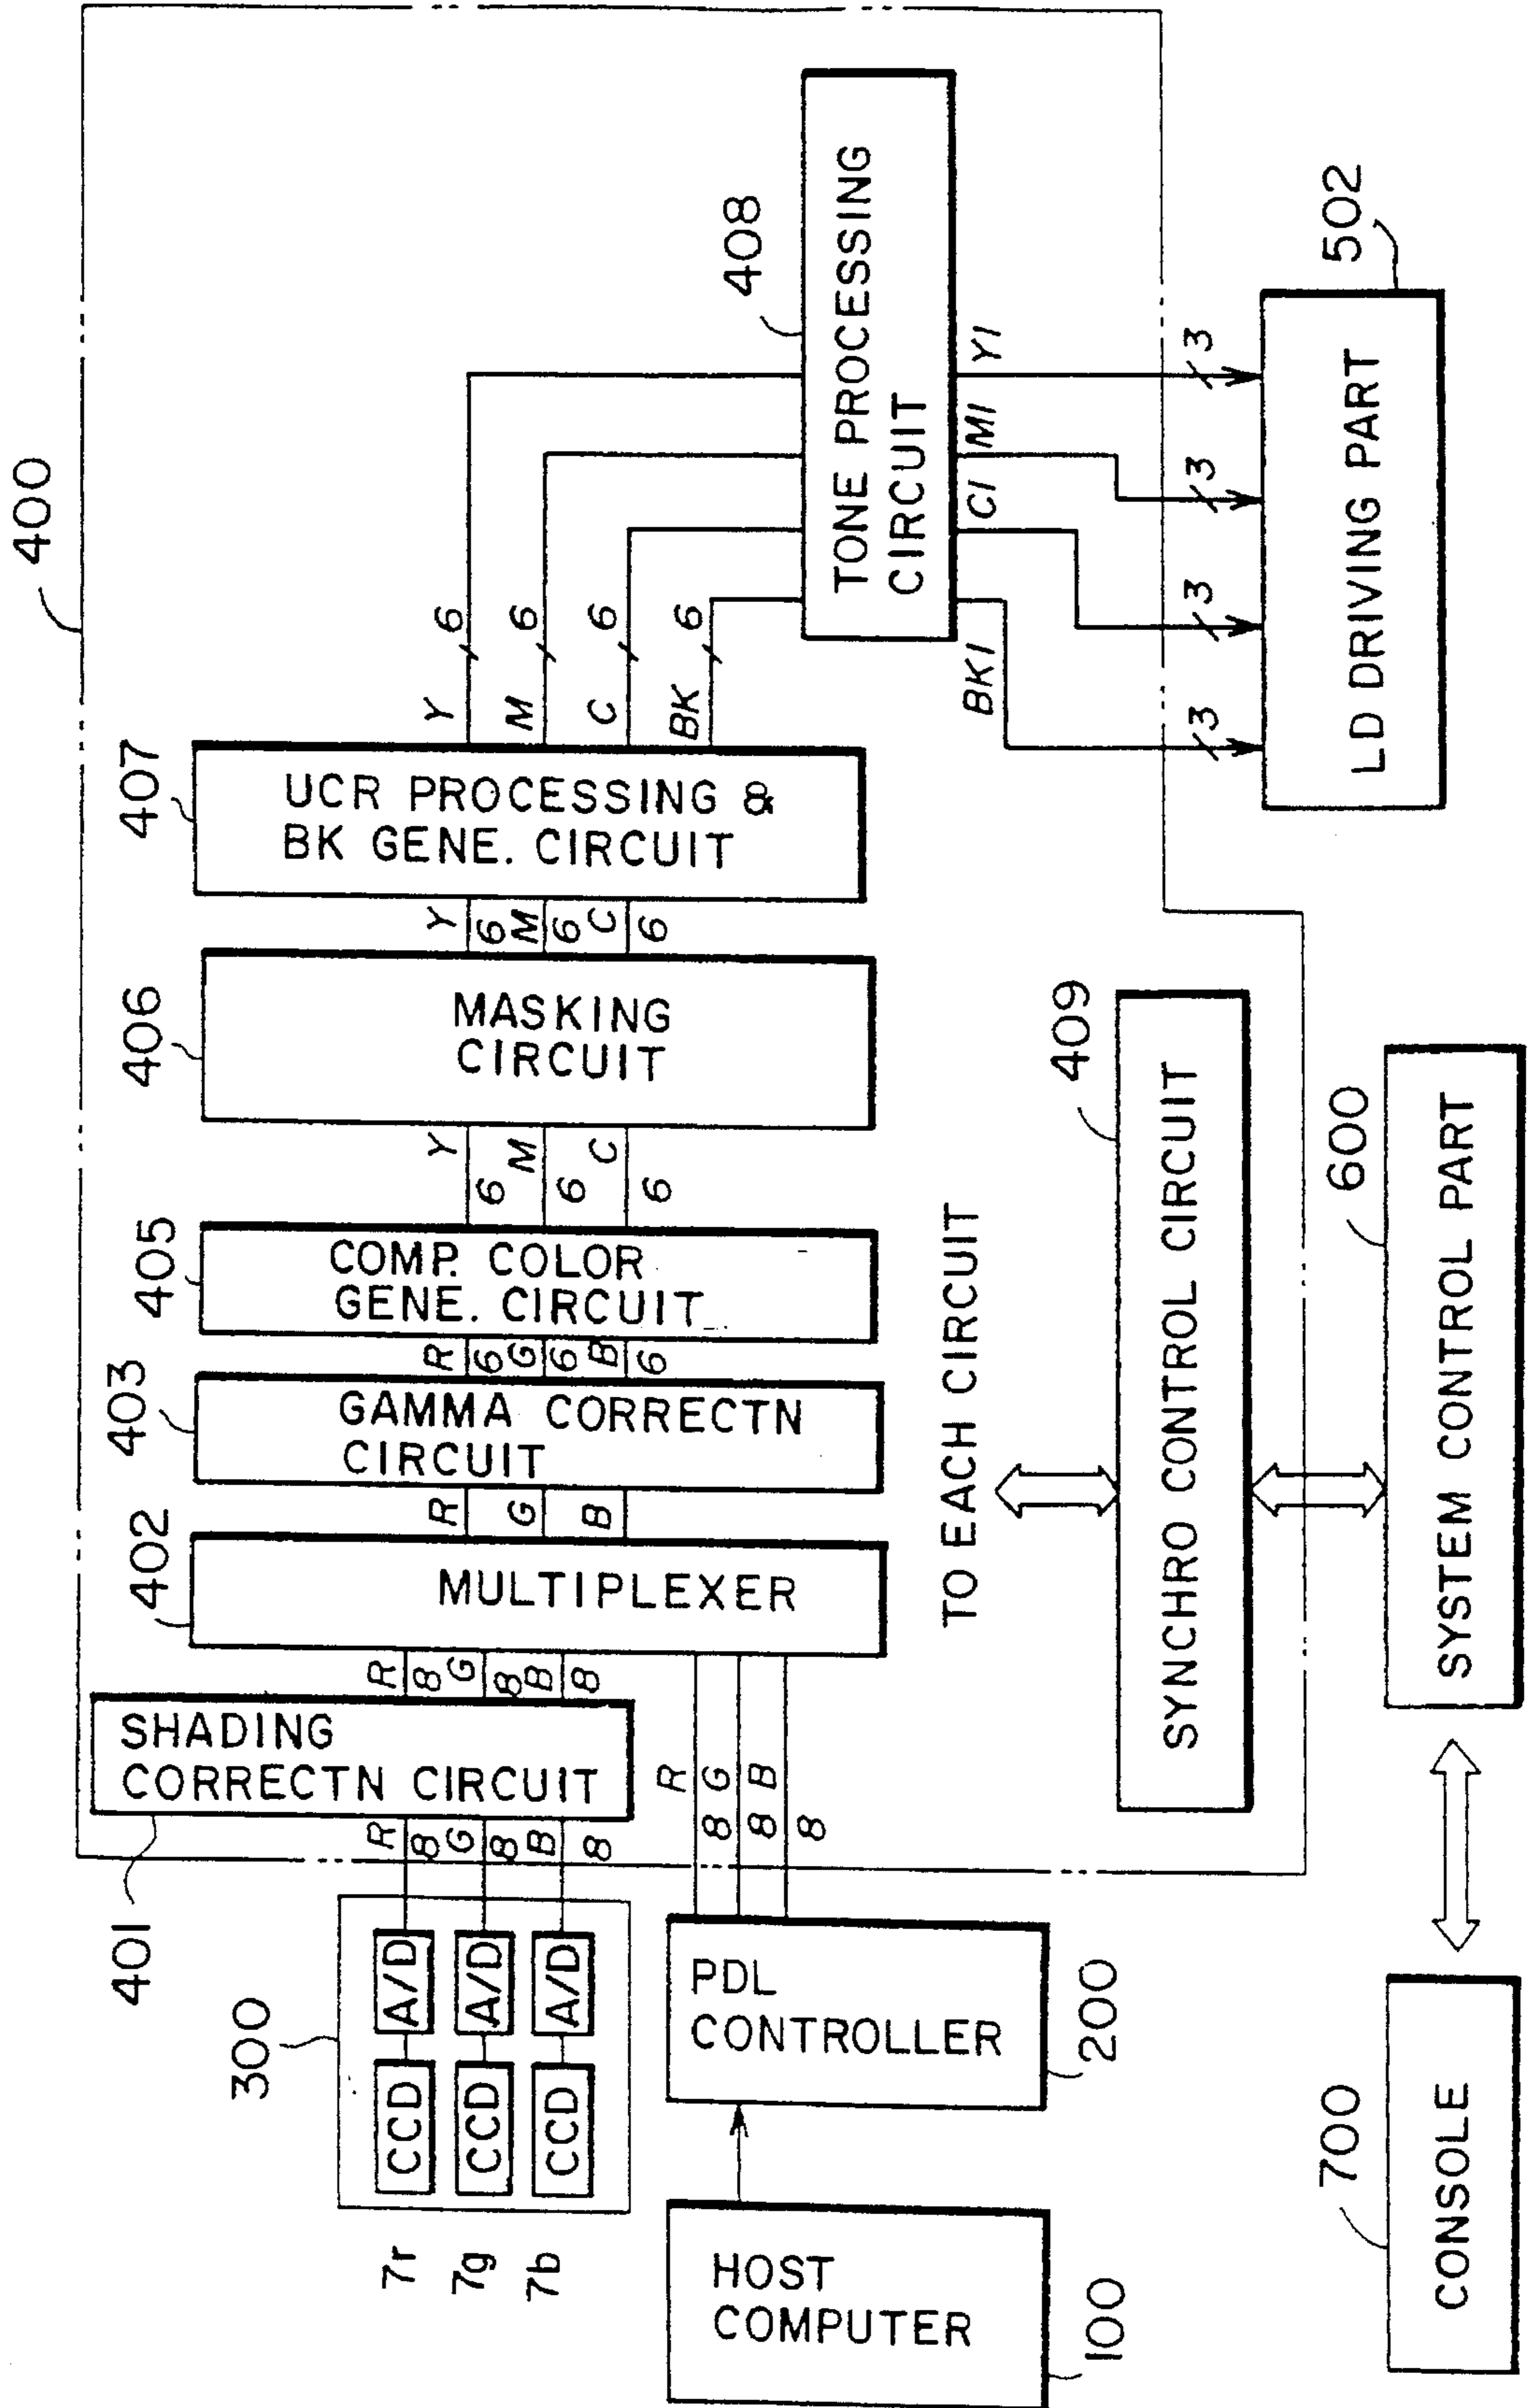 400
401
SHADING
CORRECTN CIRCUIT
402
MULTIPLEXER
403
GAMMA CORRECTN
CIRCUIT
405
COMP. COLOR
GENE. CIRCUIT
406
MASKING
CIRCUIT
407
UCR PROCESSING &
BK GENE. CIRCUIT
408
TONE PROCESSING
CIRCUIT
300
7r CCD A/D
7g CCD A/D
7b CCD A/D
R 8
G 8
B 8
R 8
G 8
B 8
R
G
B
R 6
G 6
B 6
Y 6
M 6
C 6
Y 6
M 6
C 6
Y 6
M 6
C 6
BK 6
HOST
COMPUTER
100
PDL
CONTROLLER
200
R 8
G 8
B 8
BK1 C1 M1 Y1
3 3 3 3
LD DRIVING PART
502
TO EACH CIRCUIT
SYNCHRO CONTROL CIRCUIT
409
SYSTEM CONTROL PART
600
CONSOLE
700